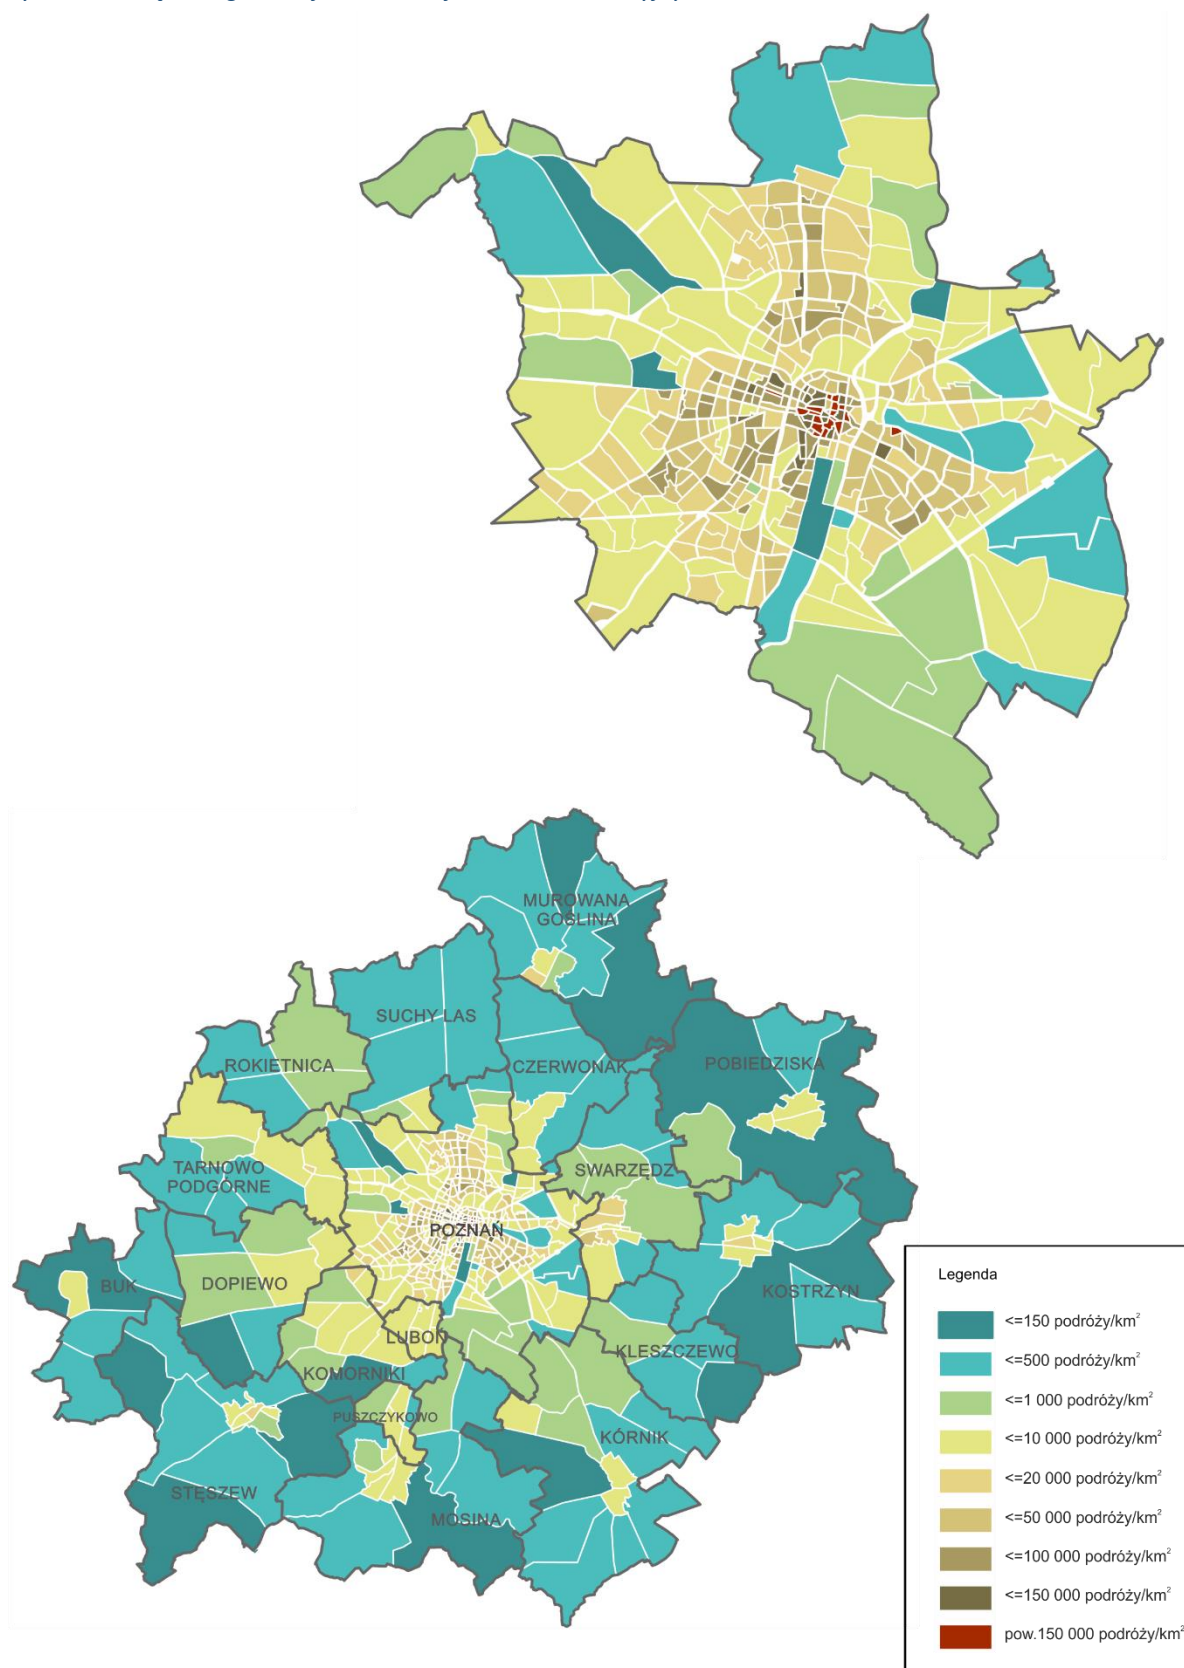 MUROWANA
GOŚLINA
SUCHY LAS
CZERWONAK
POBIEDZISKA
ROKIETNICA
SWARZĘDZ
TARNOWO
PODGÓRNE
POZNAŃ
BUK
DOPIEWO
KOSTRZYN
LUBOŃ
KLESZCZEWO
KOMORNIKI
PUSZCZYKOWO
KÓRNIK
STĘSZEW
MOSINA
Legenda
<=150 podróży/km²
<=500 podróży/km²
<=1 000 podróży/km²
<=10 000 podróży/km²
<=20 000 podróży/km²
<=50 000 podróży/km²
<=100 000 podróży/km²
<=150 000 podróży/km²
pow.150 000 podróży/km²